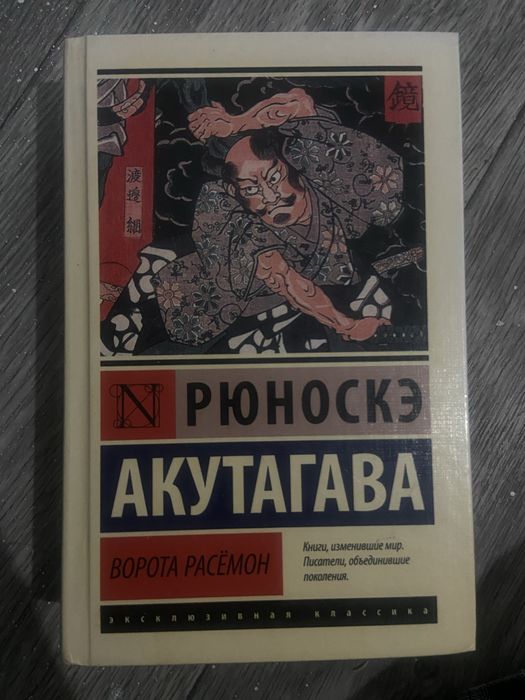 鏡
渡邊
綱
N РЮНОСКЭ
АКУТАГАВА
ВОРОТА РАСЁМОН
Книги, изменившие мир.
Писатели, объединившие
поколения.
эксклюзивная классика